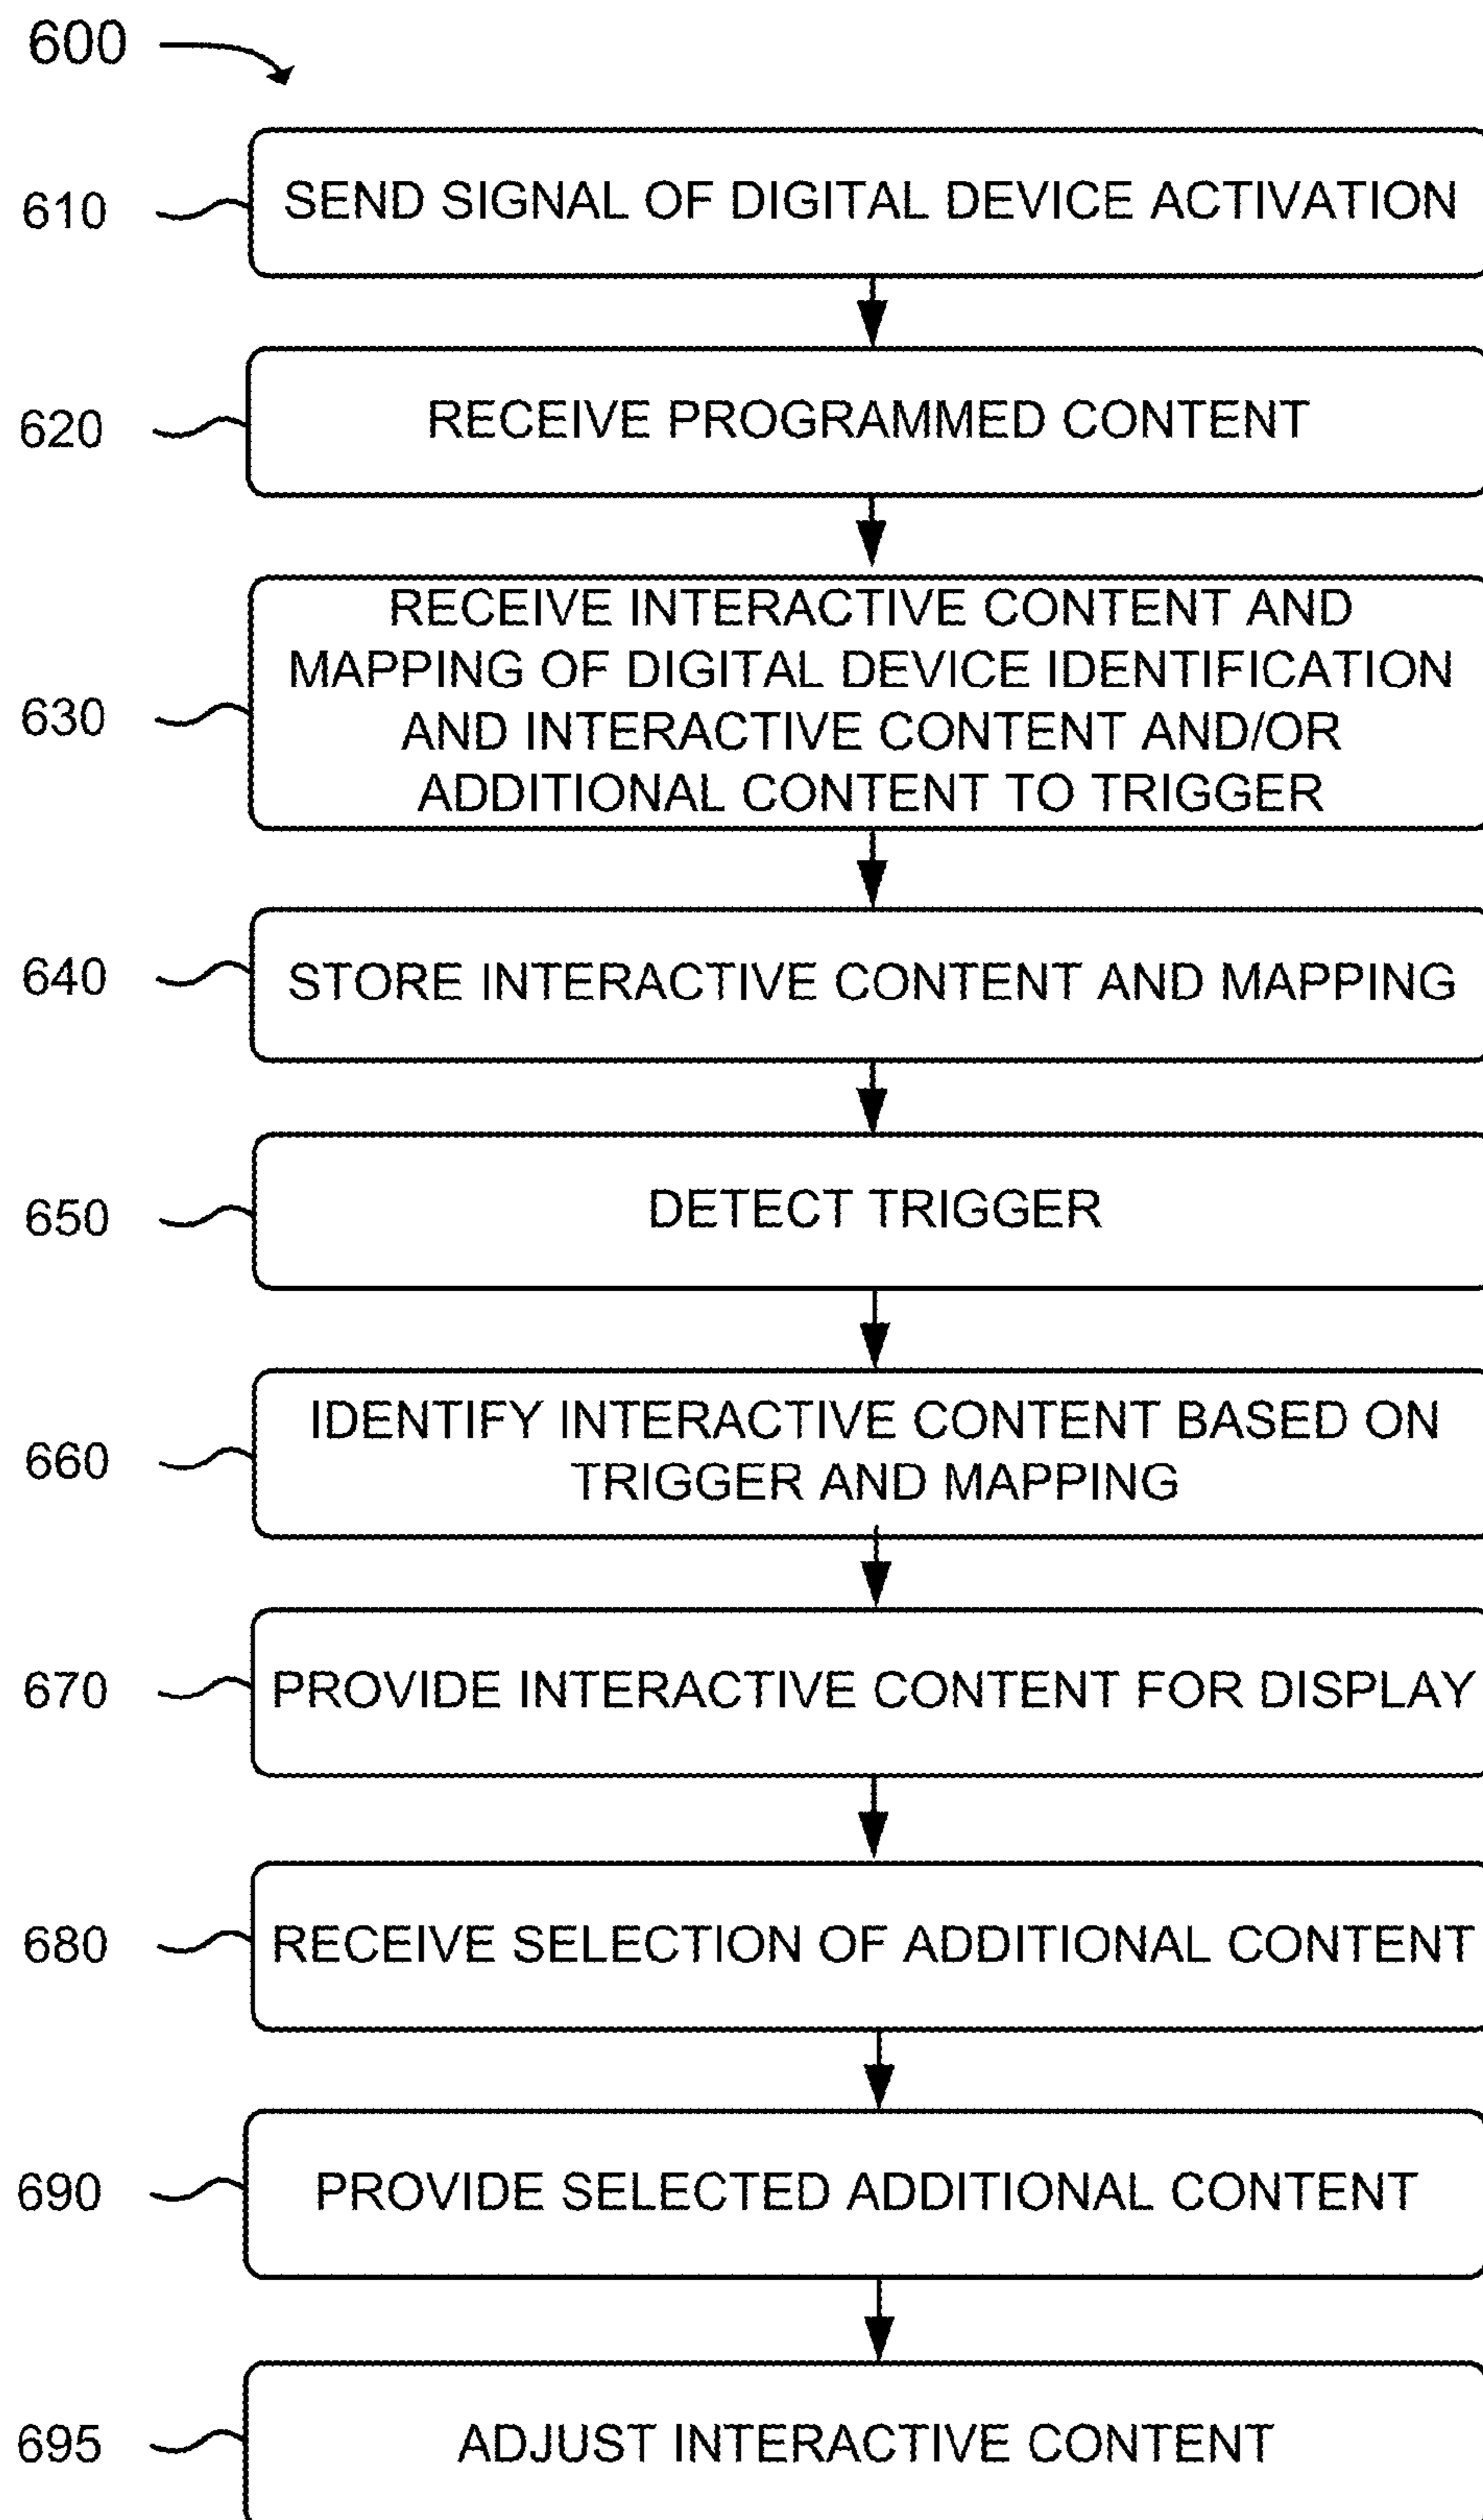 600
610
SEND SIGNAL OF DIGITAL DEVICE ACTIVATION
620
RECEIVE PROGRAMMED CONTENT
630
RECEIVE INTERACTIVE CONTENT AND
MAPPING OF DIGITAL DEVICE IDENTIFICATION
AND INTERACTIVE CONTENT AND/OR
ADDITIONAL CONTENT TO TRIGGER
640
STORE INTERACTIVE CONTENT AND MAPPING
650
DETECT TRIGGER
660
IDENTIFY INTERACTIVE CONTENT BASED ON
TRIGGER AND MAPPING
670
PROVIDE INTERACTIVE CONTENT FOR DISPLAY
680
RECEIVE SELECTION OF ADDITIONAL CONTENT
690
PROVIDE SELECTED ADDITIONAL CONTENT
695
ADJUST INTERACTIVE CONTENT